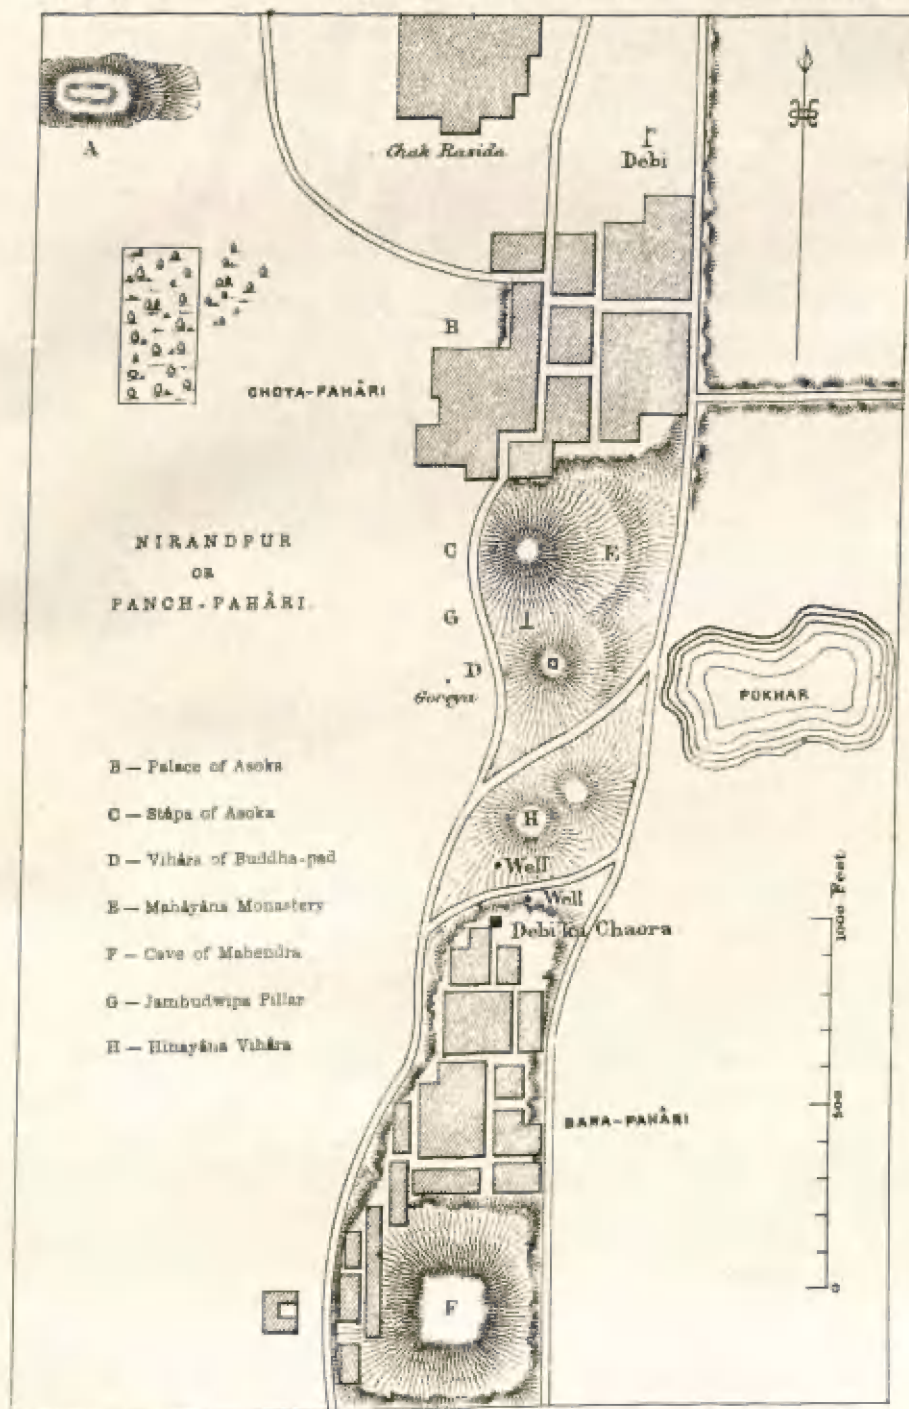 A
Chak Rasida
Debi
B
CHOTA-PAHÂRI
NIRANDPUR
OR
PANCH-PAHÂRI.
C
E
G
D
Gorgya
POKHAR
B — Palace of Asoka
C — Stûpa of Asoka
D — Vihâra of Buddha-pad
E — Mahâyâna Monastery
F — Cave of Mahendra
G — Jambudwipa Pillar
H — Hinayâna Vihâra
H
Well
Well
Debi ka Chaora
BARA-PAHÂRI
F
1000 Feet
500
0